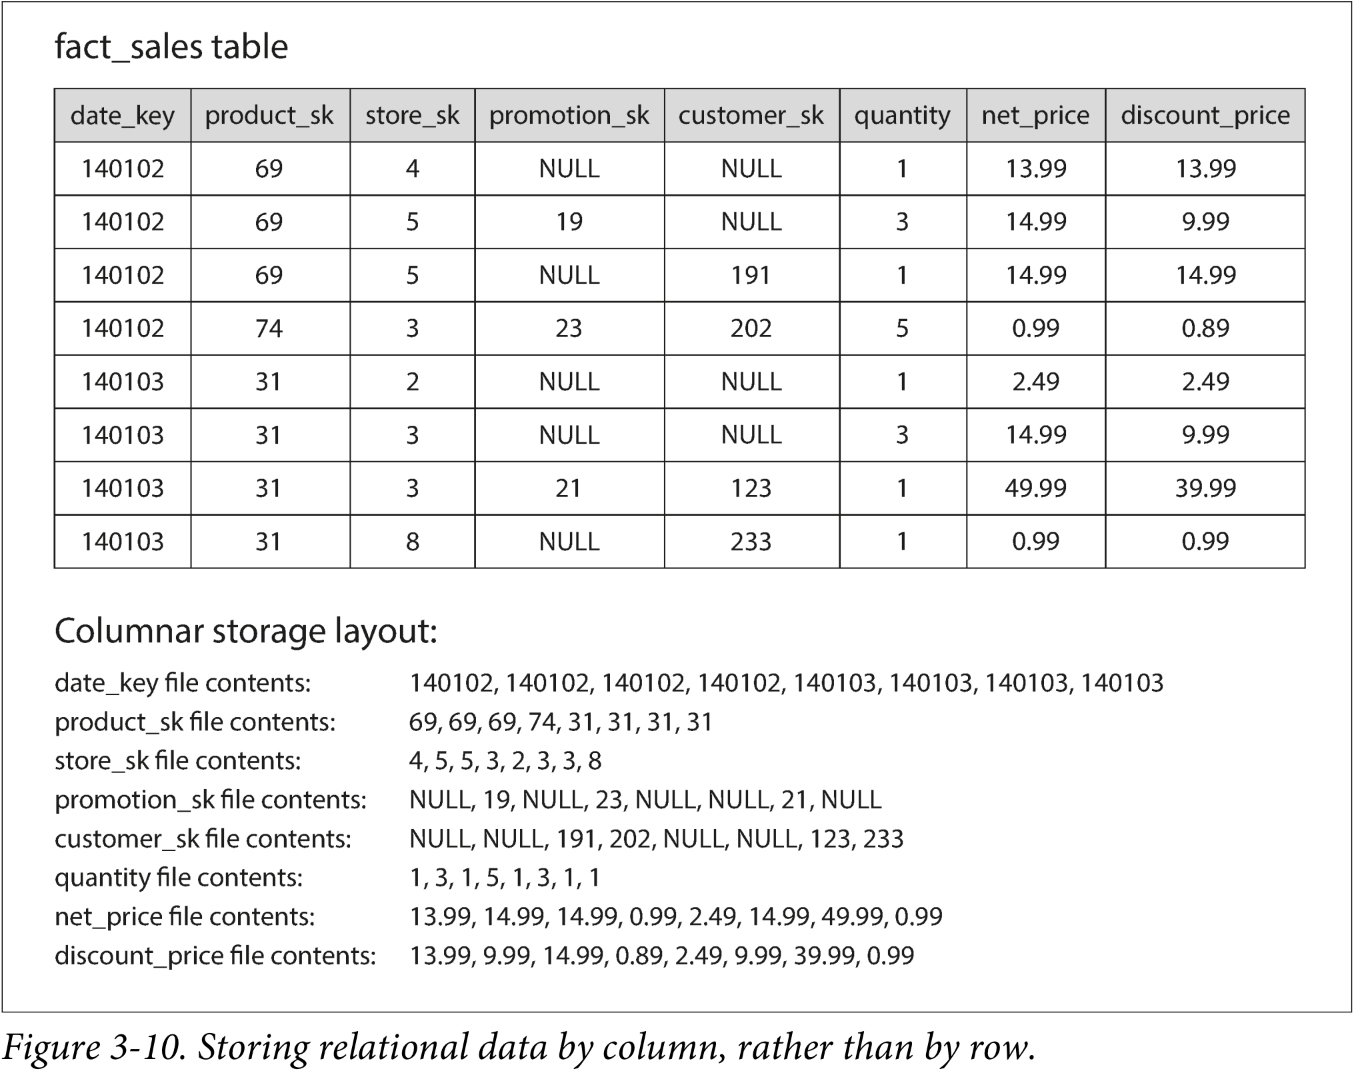 fact_sales table
date_key product_sk store_sk promotion_sk customer_sk quantity net_price discount_price
140102 69 4 NULL NULL 1 13.99 13.99
140102 69 5 19 NULL 3 14.99 9.99
140102 69 5 NULL 191 1 14.99 14.99
140102 74 3 23 202 5 0.99 0.89
140103 31 2 NULL NULL 1 2.49 2.49
140103 31 3 NULL NULL 3 14.99 9.99
140103 31 3 21 123 1 49.99 39.99
140103 31 8 NULL 233 1 0.99 0.99
Columnar storage layout:
date_key file contents: 140102, 140102, 140102, 140102, 140103, 140103, 140103, 140103
product_sk file contents: 69, 69, 69, 74, 31, 31, 31, 31
store_sk file contents: 4, 5, 5, 3, 2, 3, 3, 8
promotion_sk file contents: NULL, 19, NULL, 23, NULL, NULL, 21, NULL
customer_sk file contents: NULL, NULL, 191, 202, NULL, NULL, 123, 233
quantity file contents: 1, 3, 1, 5, 1, 3, 1, 1
net_price file contents: 13.99, 14.99, 14.99, 0.99, 2.49, 14.99, 49.99, 0.99
discount_price file contents: 13.99, 9.99, 14.99, 0.89, 2.49, 9.99, 39.99, 0.99
Figure 3-10. Storing relational data by column, rather than by row.